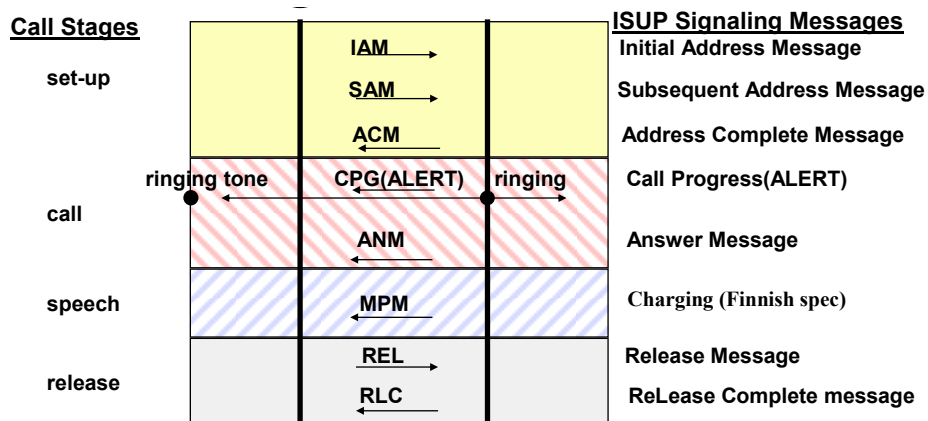 Call Stages
ISUP Signaling Messages
IAM
Initial Address Message
set-up
SAM
Subsequent Address Message
ACM
Address Complete Message
ringing tone
CPG(ALERT)
ringing
Call Progress(ALERT)
call
ANM
Answer Message
speech
MPM
Charging (Finnish spec)
REL
Release Message
release
RLC
ReLease Complete message